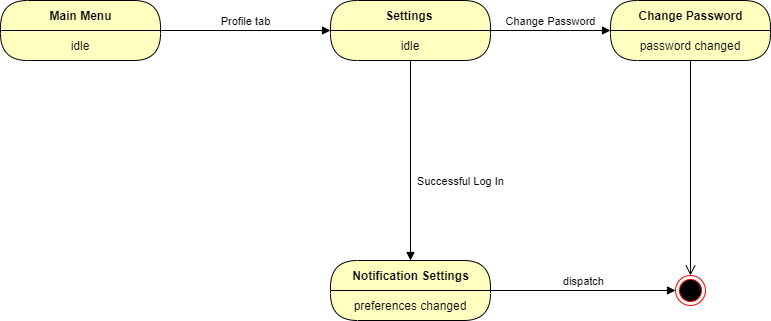 Main Menu
idle
Profile tab
Settings
idle
Change Password
Change Password
password changed
Successful Log In
Notification Settings
preferences changed
dispatch